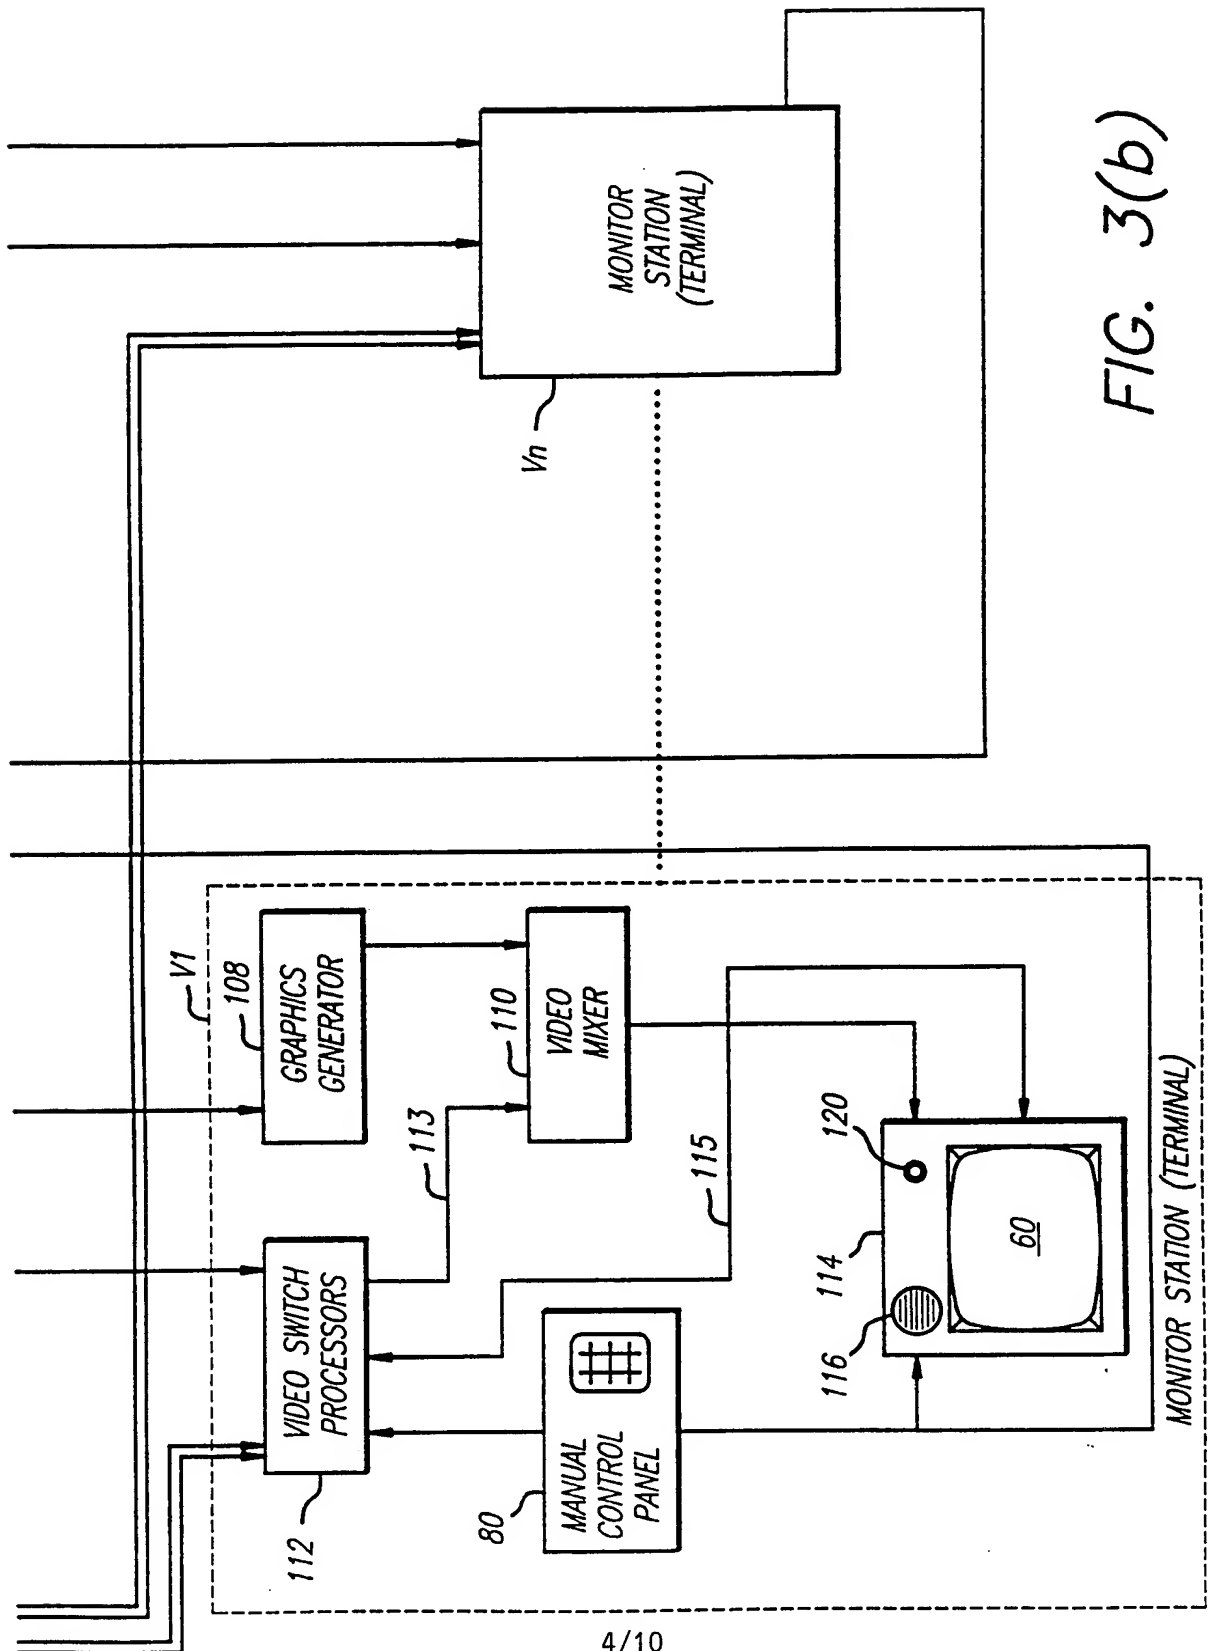 V1
108
GRAPHICS
GENERATOR
112
VIDEO SWITCH
PROCESSORS
113
110
VIDEO
MIXER
80
MANUAL
CONTROL
PANEL
115
114
116
120
60
MONITOR STATION (TERMINAL)
Vn
MONITOR
STATION
(TERMINAL)
FIG. 3(b)
4/10